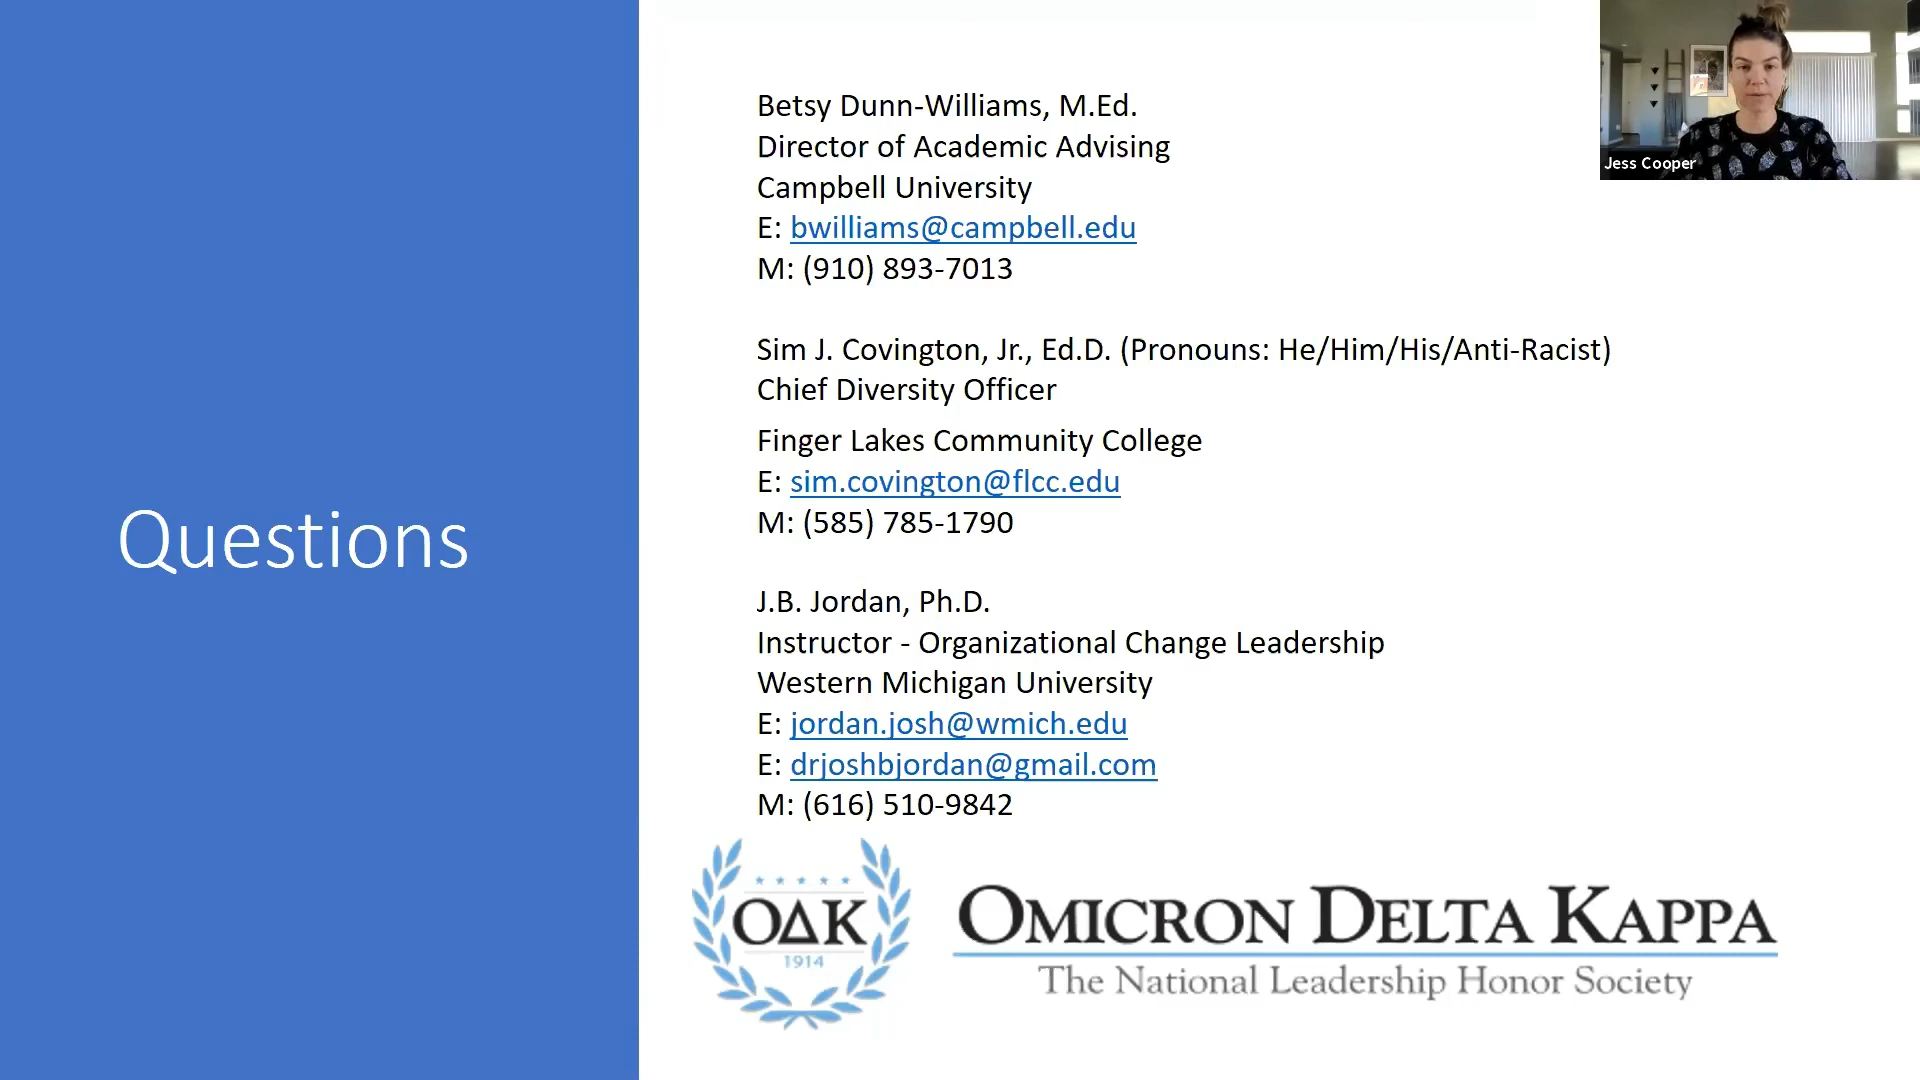 Questions
Betsy Dunn-Williams, M.Ed.
Director of Academic Advising
Campbell University
E: bwilliams@campbell.edu
M: (910) 893-7013
Sim J. Covington, Jr., Ed.D. (Pronouns: He/Him/His/Anti-Racist)
Chief Diversity Officer
Finger Lakes Community College
E: sim.covington@flcc.edu
M: (585) 785-1790
J.B. Jordan, Ph.D.
Instructor - Organizational Change Leadership
Western Michigan University
E: jordan.josh@wmich.edu
E: drjoshbjordan@gmail.com
M: (616) 510-9842
ΟΔΚ
1914
OMICRON DELTA KAPPA
The National Leadership Honor Society
Jess Cooper